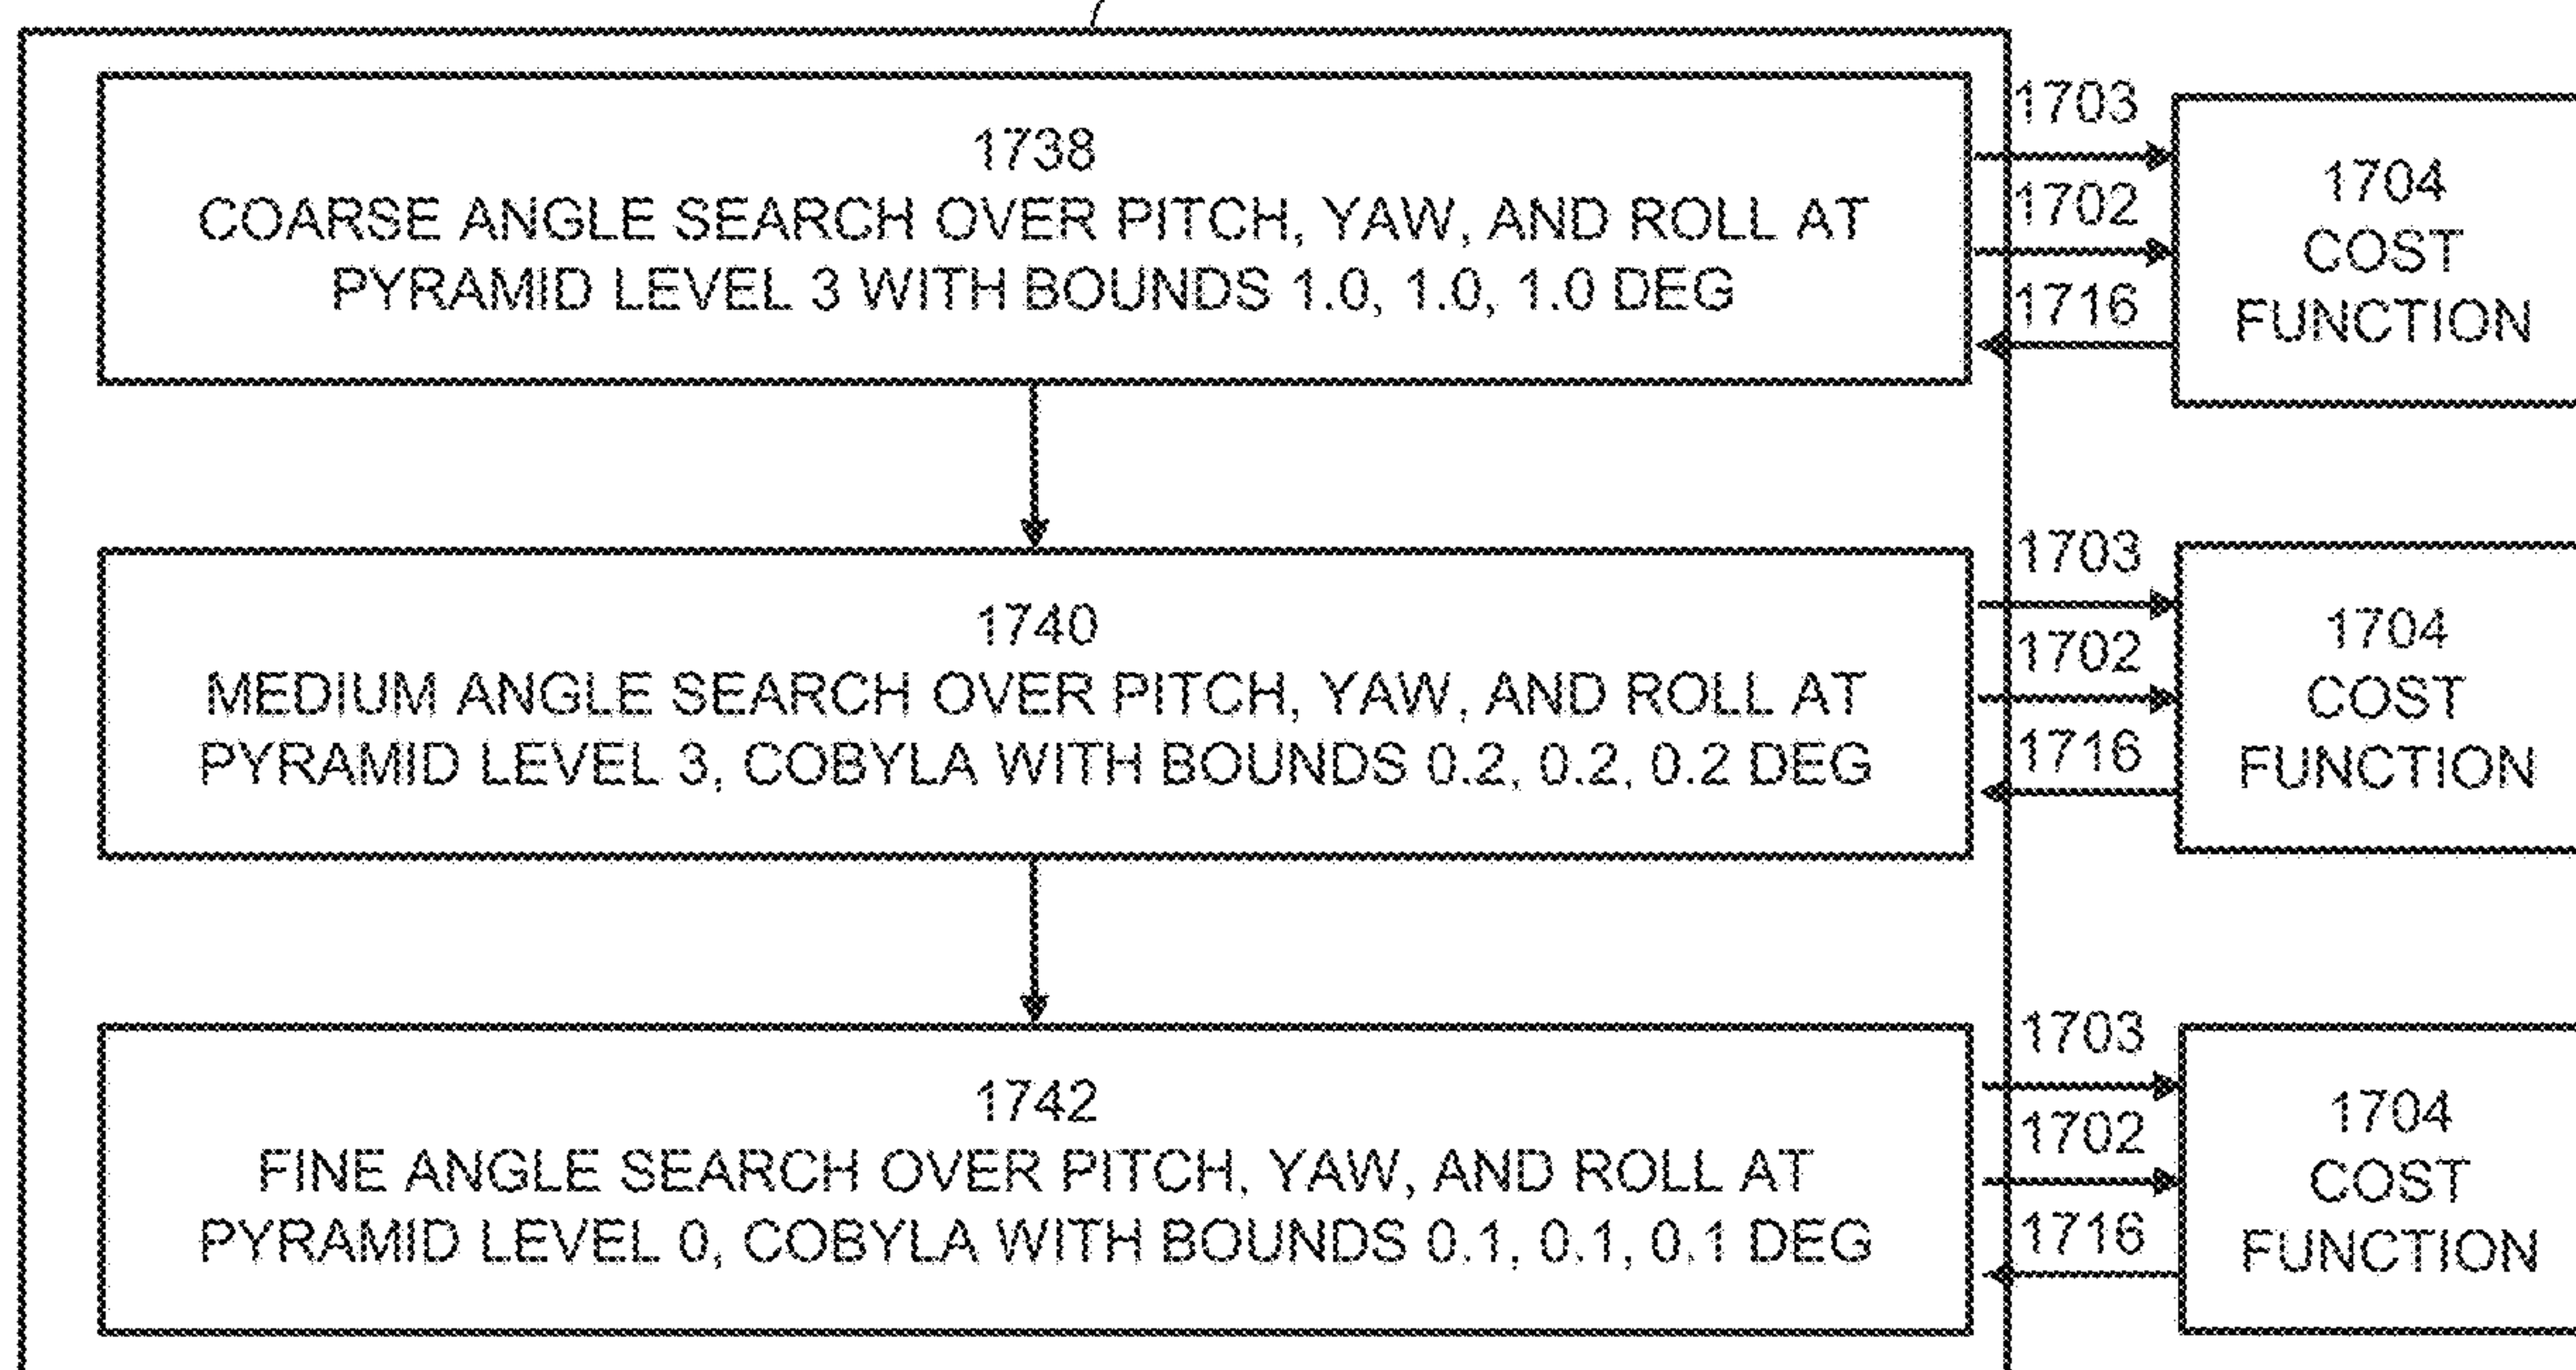 1738
COARSE ANGLE SEARCH OVER PITCH, YAW, AND ROLL AT
PYRAMID LEVEL 3 WITH BOUNDS 1.0, 1.0, 1.0 DEG
1703
1702
1716
1704
COST
FUNCTION
1740
MEDIUM ANGLE SEARCH OVER PITCH, YAW, AND ROLL AT
PYRAMID LEVEL 3, COBYLA WITH BOUNDS 0.2, 0.2, 0.2 DEG
1703
1702
1716
1704
COST
FUNCTION
1742
FINE ANGLE SEARCH OVER PITCH, YAW, AND ROLL AT
PYRAMID LEVEL 0, COBYLA WITH BOUNDS 0.1, 0.1, 0.1 DEG
1703
1702
1716
1704
COST
FUNCTION